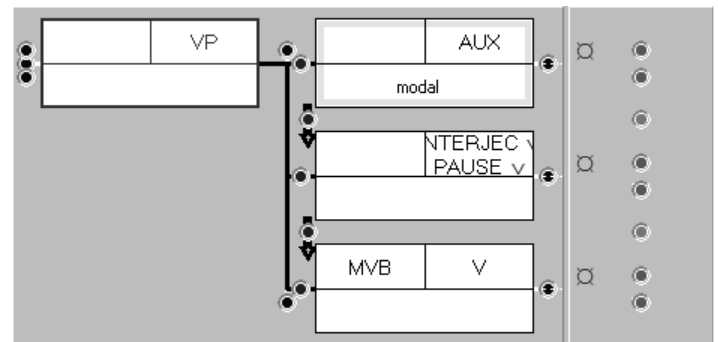 VP
AUX
modal
NTERJEC v
PAUSE v
MVB V